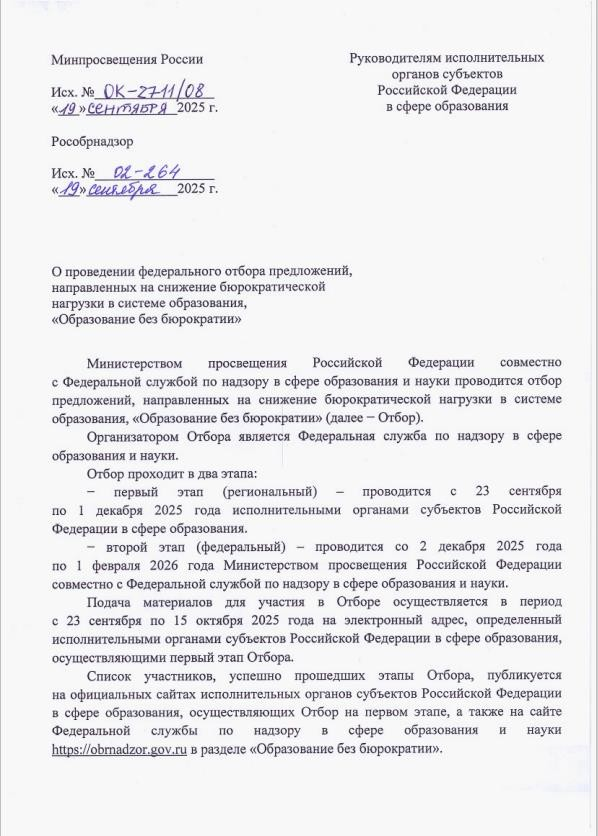 Минпросвещения России
Исх. № ОК-2711/08
«19» СЕНТЯБРЯ 2025 г.
Рособрнадзор
Исх. № 02-264
«19» сентября 2025 г.
Руководителям исполнительных
органов субъектов
Российской Федерации
в сфере образования
О проведении федерального отбора предложений,
направленных на снижение бюрократической
нагрузки в системе образования,
«Образование без бюрократии»
Министерством просвещения Российской Федерации совместно
с Федеральной службой по надзору в сфере образования и науки проводится отбор
предложений, направленных на снижение бюрократической нагрузки в системе
образования, «Образование без бюрократии» (далее − Отбор).
Организатором Отбора является Федеральная служба по надзору в сфере
образования и науки.
Отбор проходит в два этапа:
− первый этап (региональный) – проводится с 23 сентября
по 1 декабря 2025 года исполнительными органами субъектов Российской
Федерации в сфере образования.
− второй этап (федеральный) – проводится со 2 декабря 2025 года
по 1 февраля 2026 года Министерством просвещения Российской Федерации
совместно с Федеральной службой по надзору в сфере образования и науки.
Подача материалов для участия в Отборе осуществляется в период
с 23 сентября по 15 октября 2025 года на электронный адрес, определенный
исполнительными органами субъектов Российской Федерации в сфере образования,
осуществляющими первый этап Отбора.
Список участников, успешно прошедших этапы Отбора, публикуется
на официальных сайтах исполнительных органов субъектов Российской Федерации
в сфере образования, осуществляющих Отбор на первом этапе, а также на сайте
Федеральной службы по надзору в сфере образования и науки
https://obrnadzor.gov.ru в разделе «Образование без бюрократии».